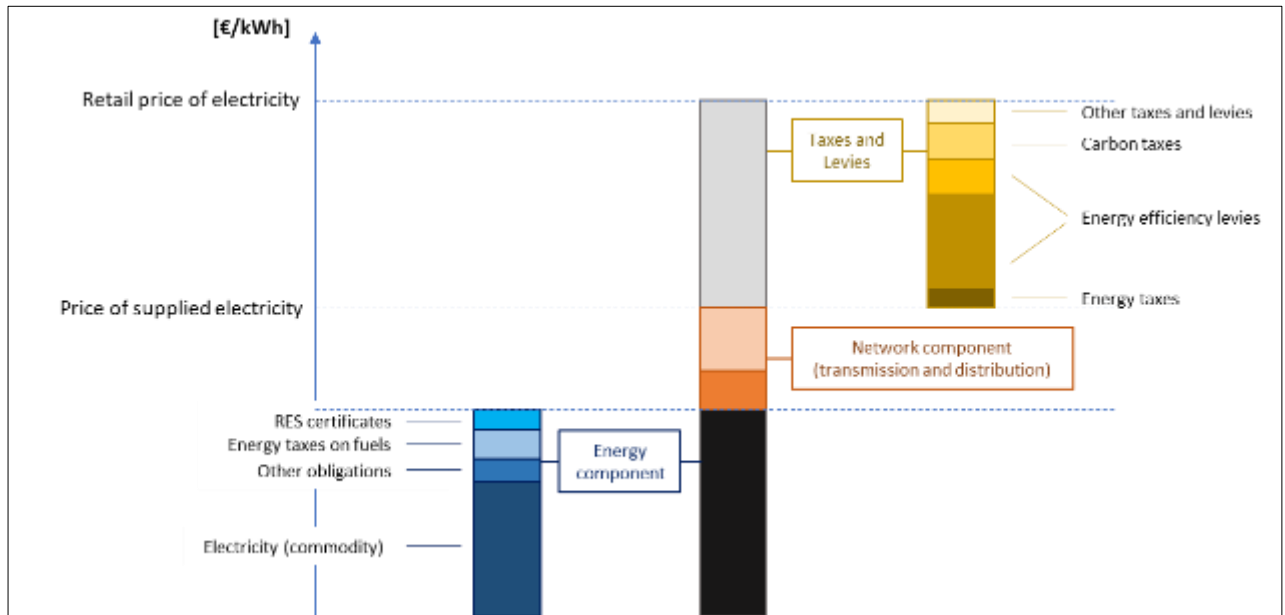 [€/kWh]
Retail price of electricity
Taxes and
Levies
Other taxes and levies
Carbon taxes
Energy efficiency levies
Energy taxes
Price of supplied electricity
Network component
(transmission and distribution)
RES certificates
Energy taxes on fuels
Other obligations
Energy
component
Electricity (commodity)